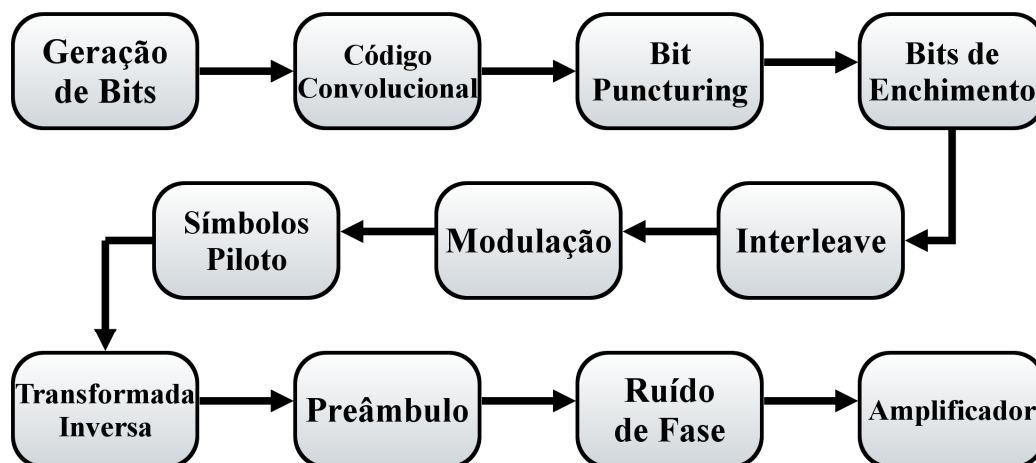 Geração
de Bits
Código
Convolucional
Bit
Puncturing
Bits de
Enchimento
Símbolos
Piloto
Modulação
Interleave
Transformada
Inversa
Preâmbulo
Ruído
de Fase
Amplificador